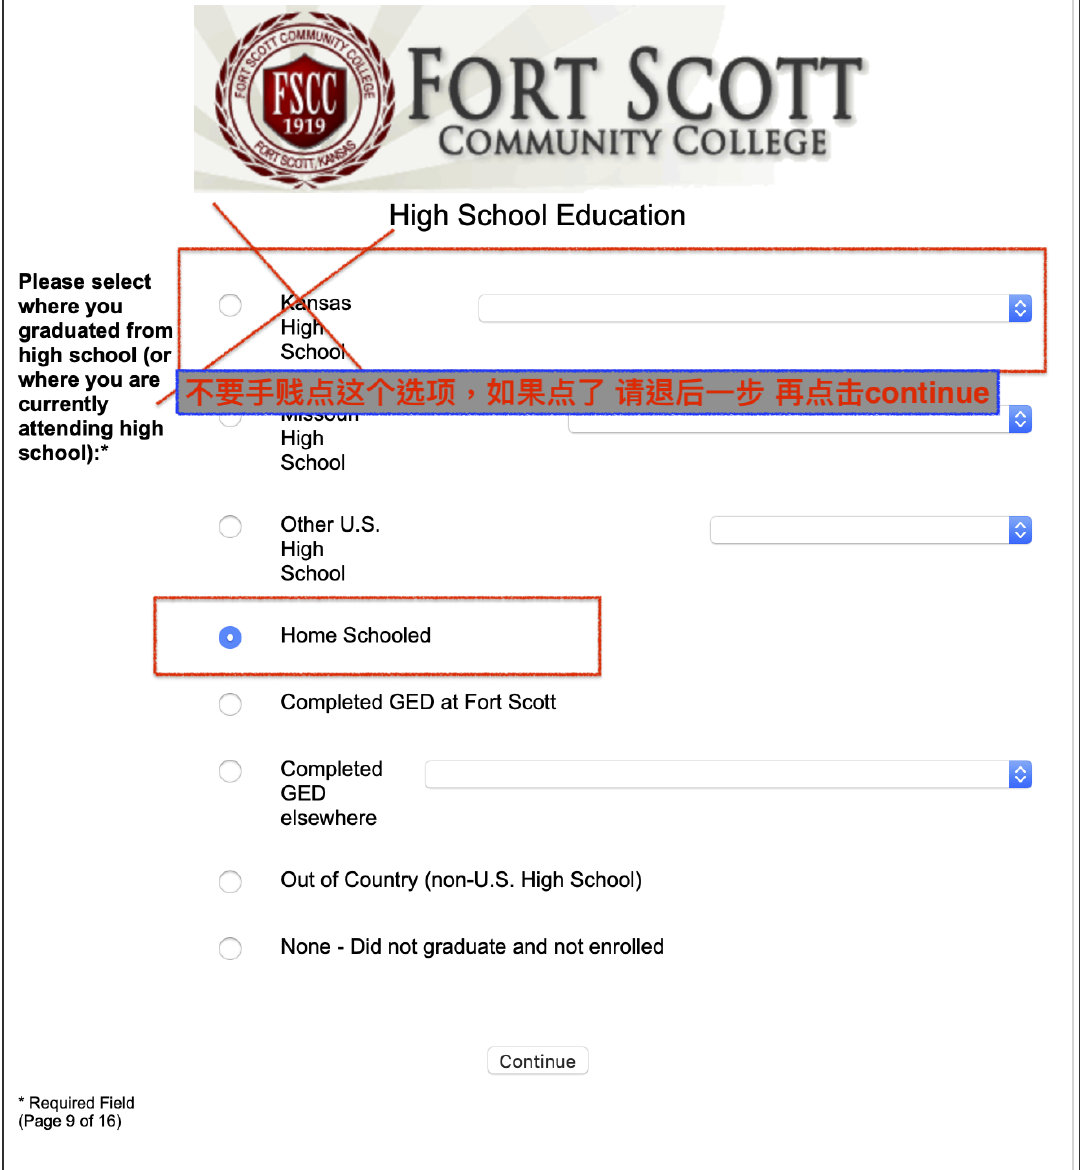 FORT SCOTT COMMUNITY COLLEGE
FSCC
1919
FORT SCOTT, KANSAS
FORT SCOTT
COMMUNITY COLLEGE
High School Education
Please select
where you
graduated from
high school (or
where you are
currently
attending high
school):*
Kansas
High
School
不要手贱点这个选项，如果点了 请退后一步 再点击continue
Missouri
High
School
Other U.S.
High
School
Home Schooled
Completed GED at Fort Scott
Completed
GED
elsewhere
Out of Country (non-U.S. High School)
None - Did not graduate and not enrolled
Continue
* Required Field
(Page 9 of 16)